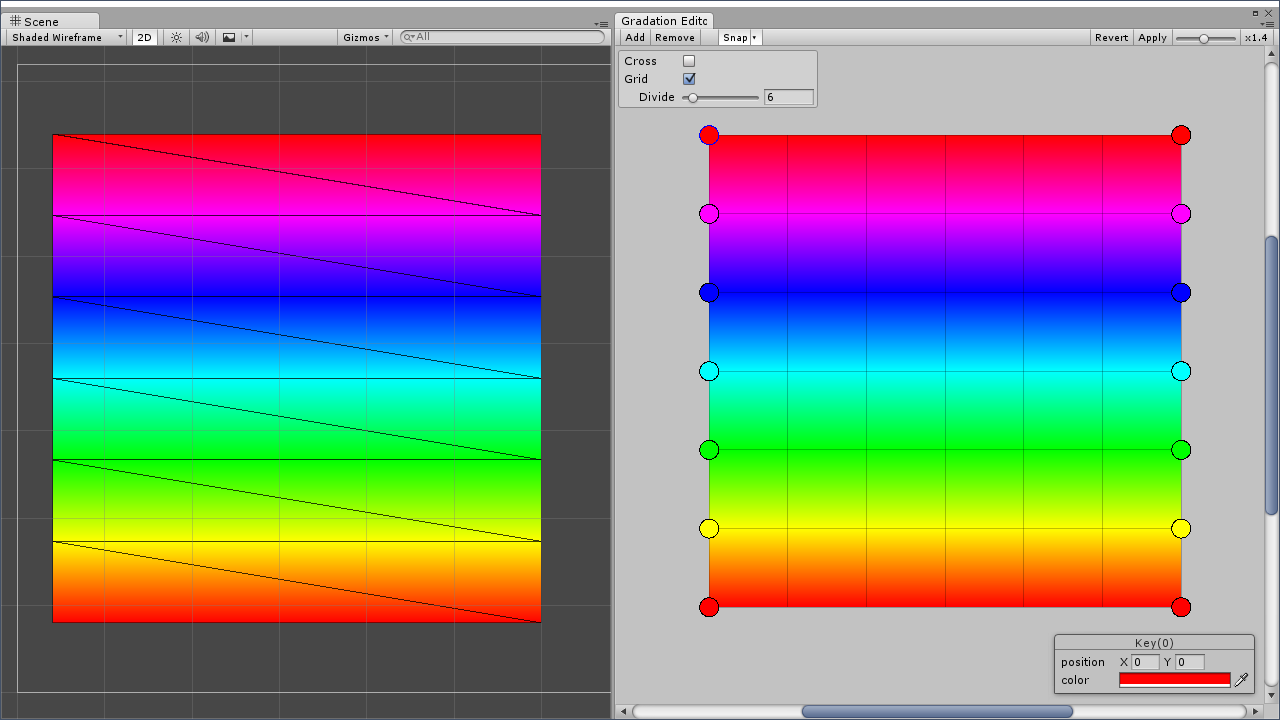 Scene
Shaded Wireframe 2D Gizmos All
Gradation Edito
Add Remove Snap Revert Apply x1.4
Cross
Grid
Divide 6
Key(0)
position X 0 Y 0
color